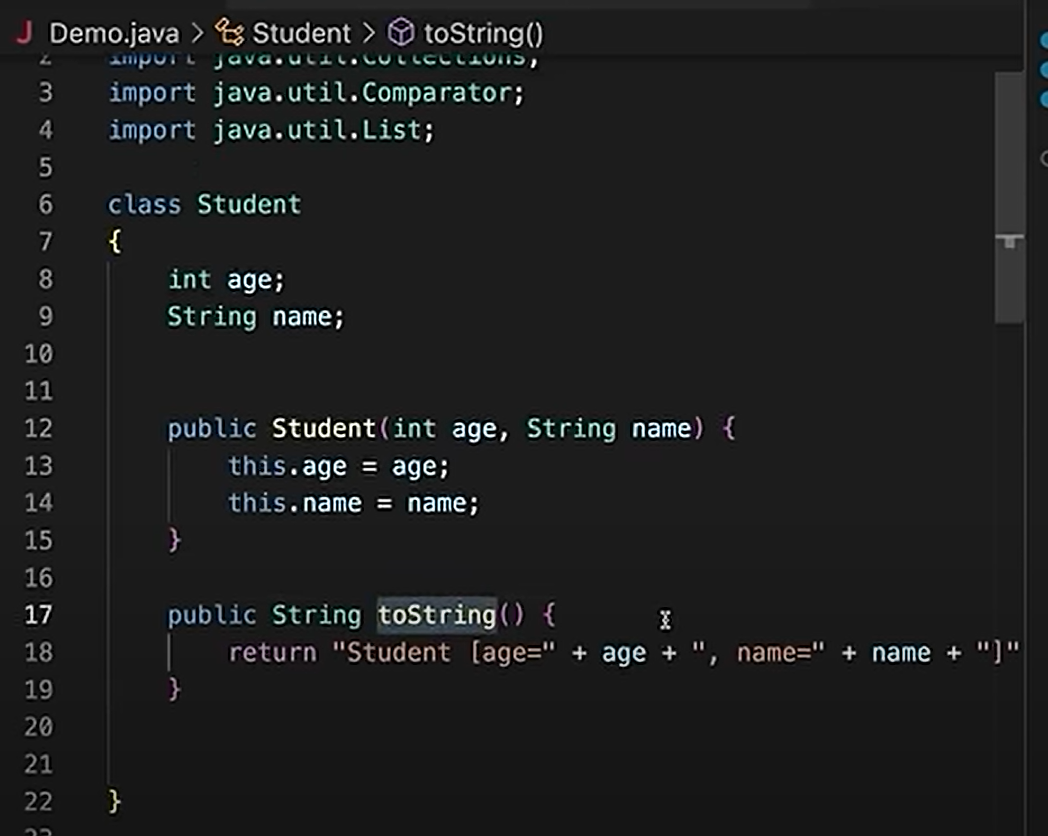 Demo.java > Student > toString()
2 import java.util.Collections;
3 import java.util.Comparator;
4 import java.util.List;
5
6 class Student
7 {
8 int age;
9 String name;
10
11
12 public Student(int age, String name) {
13 this.age = age;
14 this.name = name;
15 }
16
17 public String toString() {
18 return "Student [age=" + age + ", name=" + name + "]"
19 }
20
21
22 }